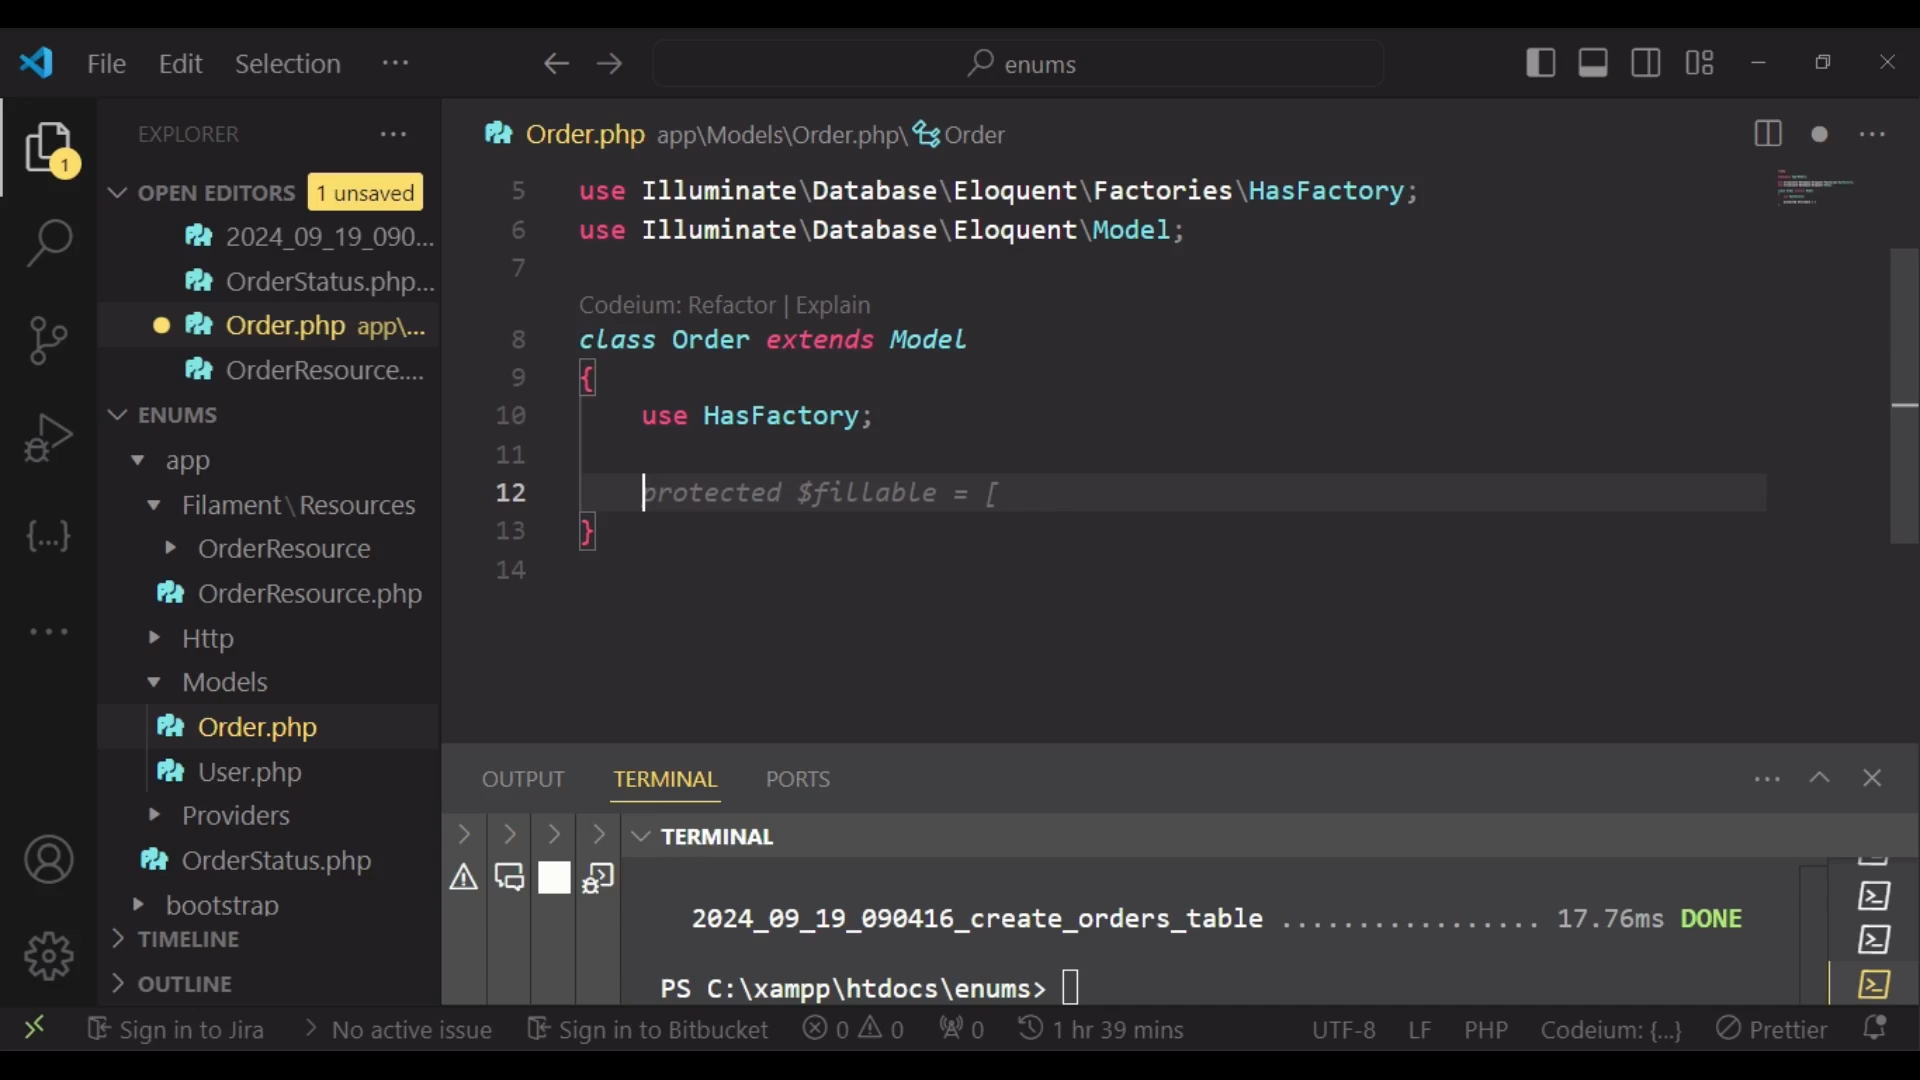 File Edit Selection ···
enums
EXPLORER
OPEN EDITORS 1 unsaved
2024_09_19_090...
OrderStatus.php...
Order.php app\...
OrderResource....
ENUMS
app
Filament\Resources
OrderResource
OrderResource.php
Http
Models
Order.php
User.php
Providers
OrderStatus.php
bootstrap
TIMELINE
OUTLINE
1
Order.php app\Models\Order.php\Order
5 use Illuminate\Database\Eloquent\Factories\HasFactory;
6 use Illuminate\Database\Eloquent\Model;
7
Codeium: Refactor | Explain
8 class Order extends Model
9 {
10 use HasFactory;
11
12 protected $fillable = [
13 }
14
OUTPUT TERMINAL PORTS
TERMINAL
2024_09_19_090416_create_orders_table ................. 17.76ms DONE
PS C:\xampp\htdocs\enums>
Sign in to Jira No active issue Sign in to Bitbucket 0 0 0 1 hr 39 mins UTF-8 LF PHP Codeium: {...} Prettier